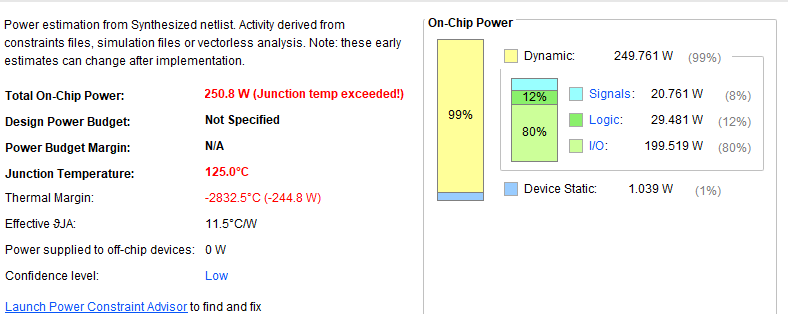 Power estimation from Synthesized netlist. Activity derived from
constraints files, simulation files or vectorless analysis. Note: these early
estimates can change after implementation.
Total On-Chip Power: 250.8 W (Junction temp exceeded!)
Design Power Budget: Not Specified
Power Budget Margin: N/A
Junction Temperature: 125.0°C
Thermal Margin: -2832.5°C (-244.8 W)
Effective ϑJA: 11.5°C/W
Power supplied to off-chip devices: 0 W
Confidence level: Low
Launch Power Constraint Advisor to find and fix
On-Chip Power
99%
Dynamic: 249.761 W (99%)
12%
80%
Signals: 20.761 W (8%)
Logic: 29.481 W (12%)
I/O: 199.519 W (80%)
Device Static: 1.039 W (1%)